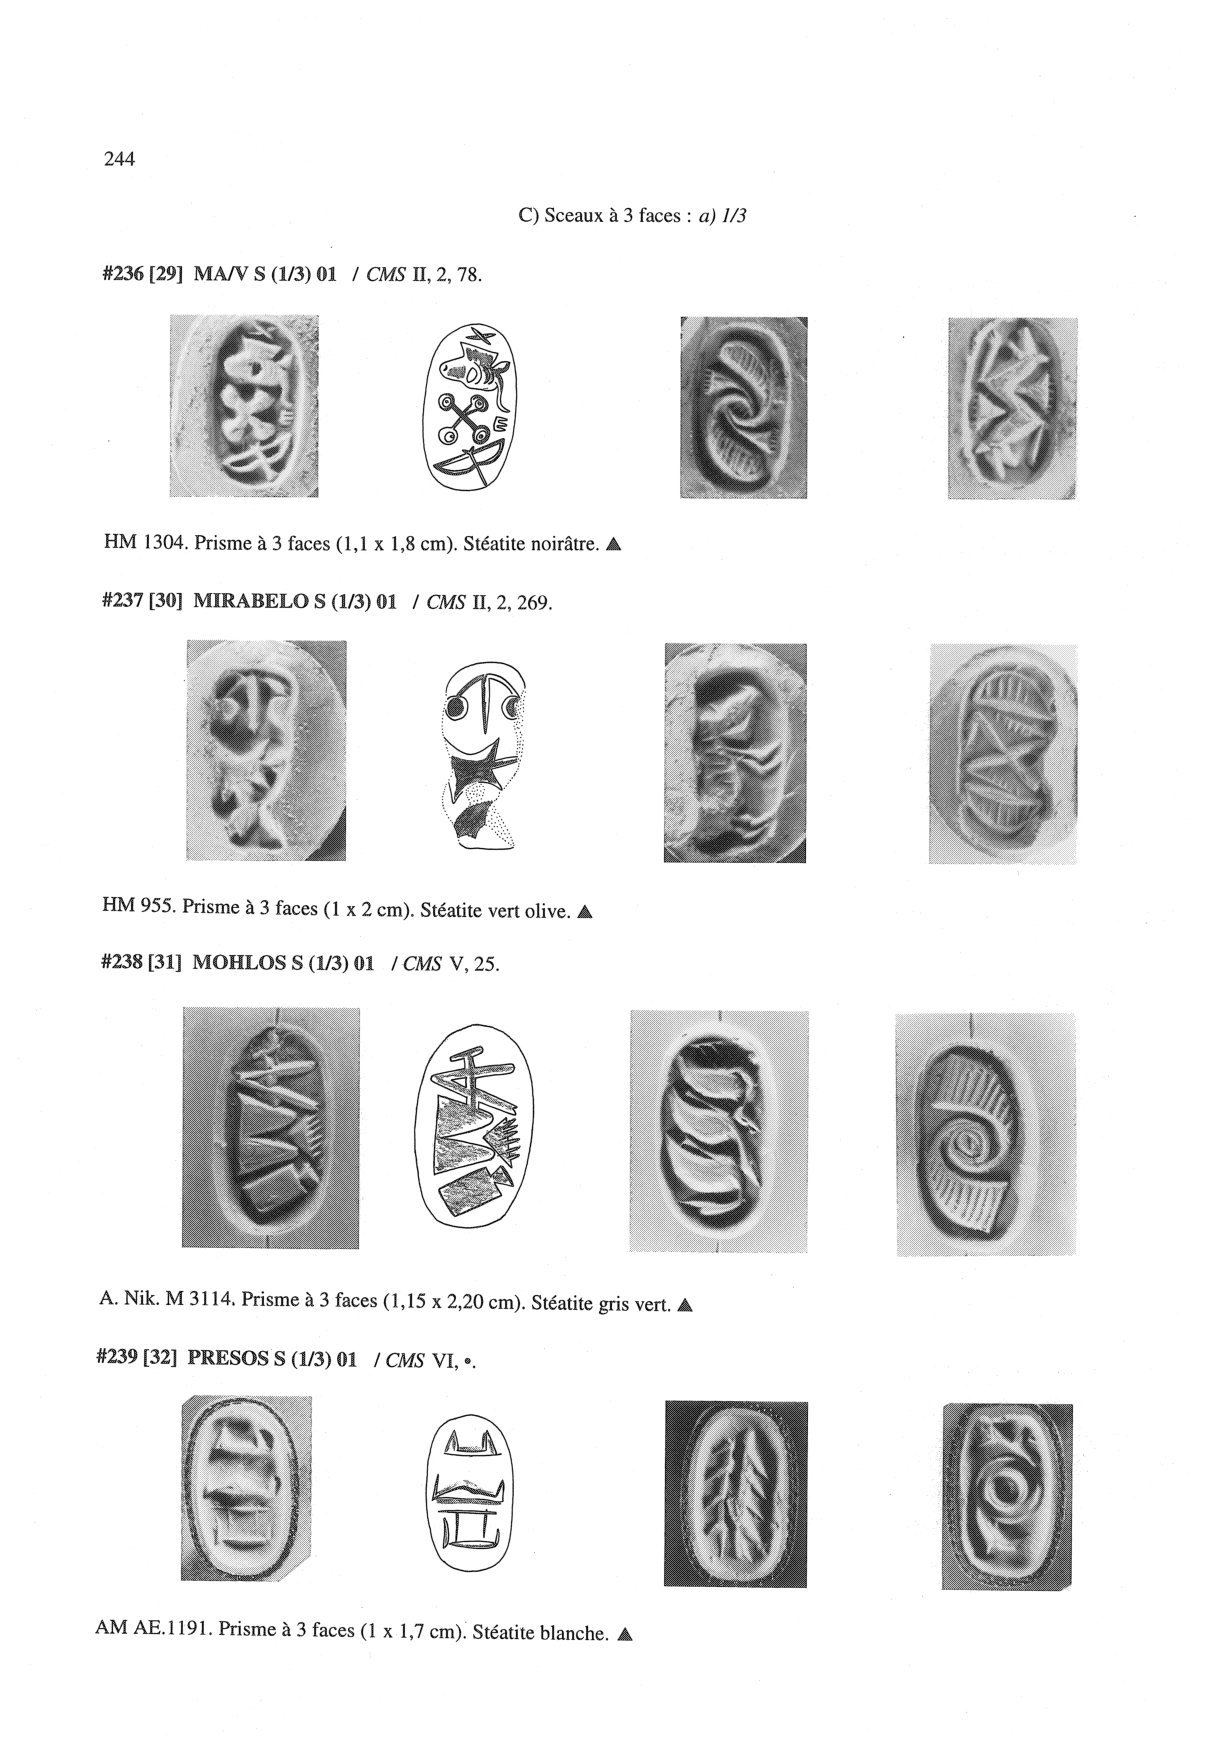 244
C) Sceaux à 3 faces : a) 1/3
#236 [29] MA/V S (1/3) 01 / CMS II, 2, 78.
HM 1304. Prisme à 3 faces (1,1 x 1,8 cm). Stéatite noirâtre. ▲
#237 [30] MIRABELO S (1/3) 01 / CMS II, 2, 269.
HM 955. Prisme à 3 faces (1 x 2 cm). Stéatite vert olive. ▲
#238 [31] MOHLOS S (1/3) 01 / CMS V, 25.
A. Nik. M 3114. Prisme à 3 faces (1,15 x 2,20 cm). Stéatite gris vert. ▲
#239 [32] PRESOS S (1/3) 01 / CMS VI, •.
AM AE.1191. Prisme à 3 faces (1 x 1,7 cm). Stéatite blanche. ▲